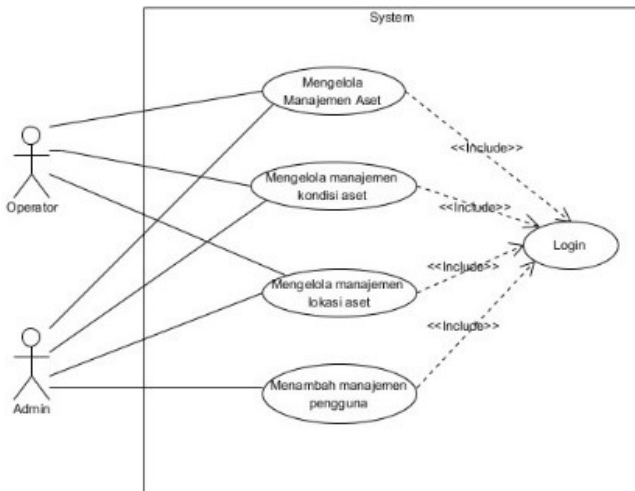 System
Mengelola
Manajemen Aset
<<Include>>
Mengelola manajemen
kondisi aset
<<Include>>
Operator
Login
Mengelola manajemen
lokasi aset
<<Include>>
<<Include>>
Menambah manajemen
pengguna
Admin